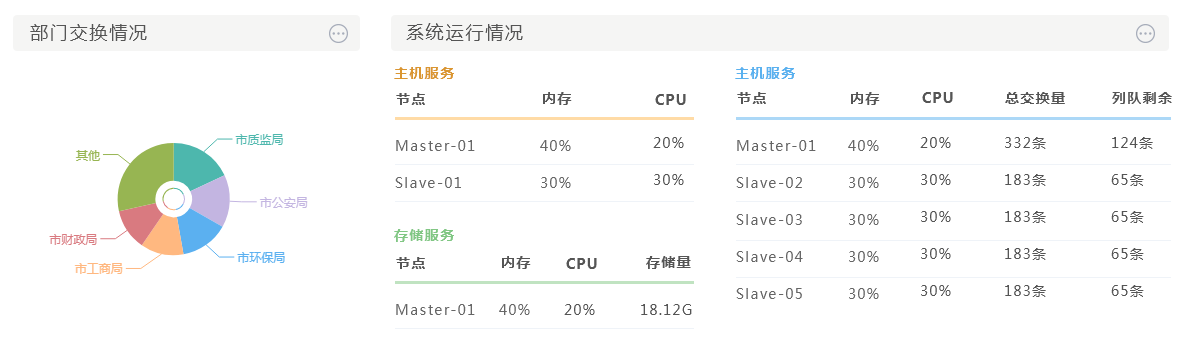 部门交换情况
市质监局
其他
市公安局
市财政局
市环保局
市工商局
系统运行情况
主机服务
节点 内存 CPU
Master-01 40% 20%
Slave-01 30% 30%
存储服务
节点 内存 CPU 存储量
Master-01 40% 20% 18.12G
主机服务
节点 内存 CPU 总交换量 列队剩余
Master-01 40% 20% 332条 124条
Slave-02 30% 30% 183条 65条
Slave-03 30% 30% 183条 65条
Slave-04 30% 30% 183条 65条
Slave-05 30% 30% 183条 65条